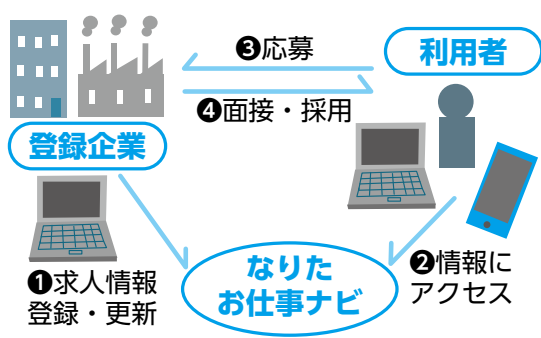 ❸応募
利用者
❹面接・採用
登録企業
❶求人情報
登録・更新
なりた
お仕事ナビ
❷情報に
アクセス